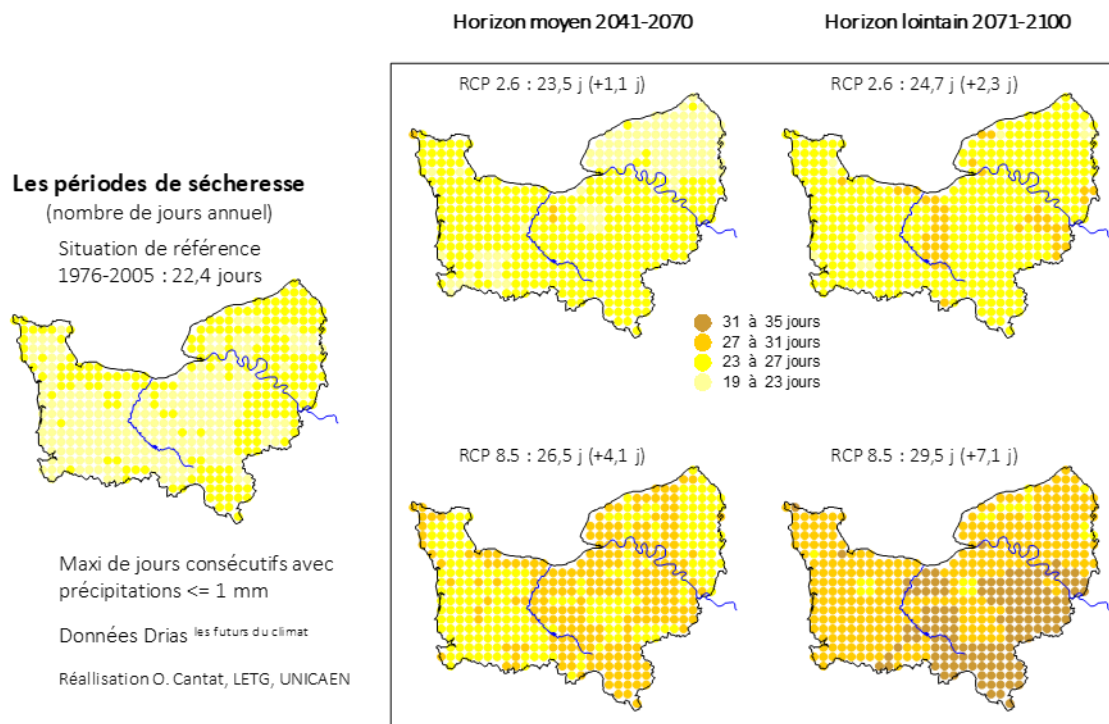 Horizon moyen 2041-2070
Horizon lointain 2071-2100
RCP 2.6 : 23,5 j (+1,1 j)
RCP 2.6 : 24,7 j (+2,3 j)
Les périodes de sécheresse
(nombre de jours annuel)
Situation de référence
1976-2005 : 22,4 jours
31 à 35 jours
27 à 31 jours
23 à 27 jours
19 à 23 jours
RCP 8.5 : 26,5 j (+4,1 j)
RCP 8.5 : 29,5 j (+7,1 j)
Maxi de jours consécutifs avec
précipitations <= 1 mm
Données Drias les futurs du climat
Réallisation O. Cantat, LETG, UNICAEN